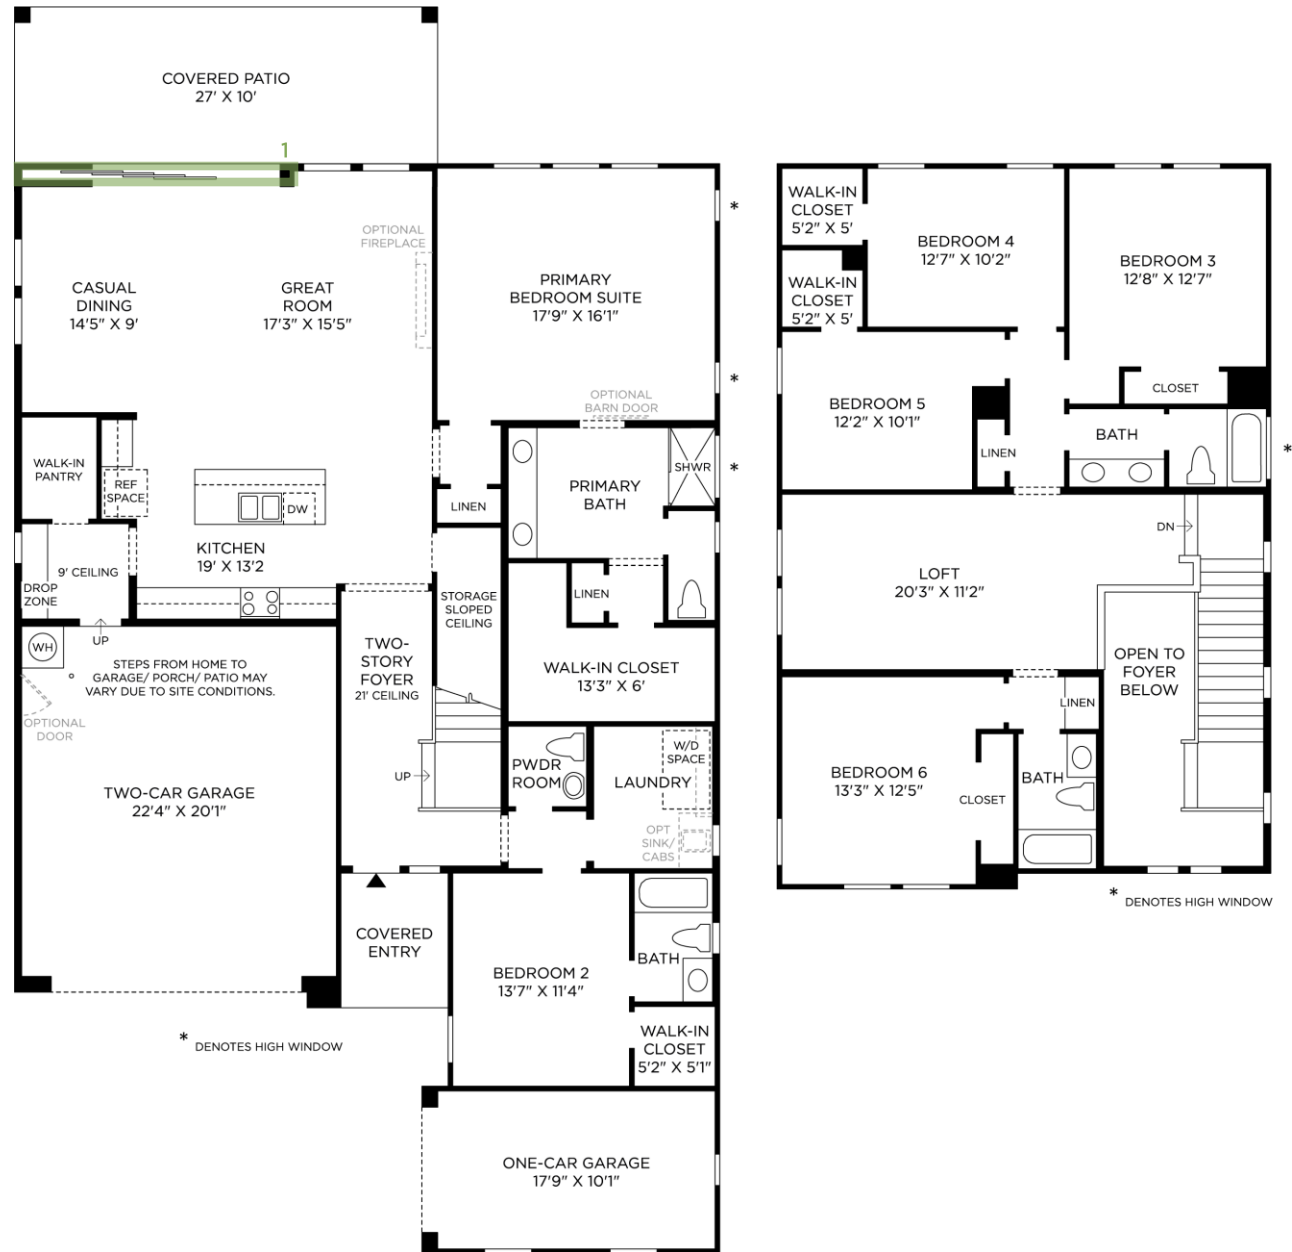 COVERED PATIO
27' X 10'
1
OPTIONAL
FIREPLACE
CASUAL
DINING
14'5" X 9'
GREAT
ROOM
17'3" X 15'5"
PRIMARY
BEDROOM SUITE
17'9" X 16'1"
*
*
OPTIONAL
BARN DOOR
WALK-IN
PANTRY
REF
SPACE
DW
KITCHEN
19' X 13'2
LINEN
PRIMARY
BATH
SHWR
*
DROP
ZONE
9' CEILING
UP
WH
STEPS FROM HOME TO
GARAGE/ PORCH/ PATIO MAY
VARY DUE TO SITE CONDITIONS.
OPTIONAL
DOOR
TWO-
STORY
FOYER
21' CEILING
STORAGE
SLOPED
CEILING
LINEN
WALK-IN CLOSET
13'3" X 6'
TWO-CAR GARAGE
22'4" X 20'1"
UP
PWDR
ROOM
LAUNDRY
W/D
SPACE
OPT
SINK/
CABS
COVERED
ENTRY
BEDROOM 2
13'7" X 11'4"
BATH
WALK-IN
CLOSET
5'2" X 5'1"
* DENOTES HIGH WINDOW
ONE-CAR GARAGE
17'9" X 10'1"
WALK-IN
CLOSET
5'2" X 5'
BEDROOM 4
12'7" X 10'2"
BEDROOM 3
12'8" X 12'7"
WALK-IN
CLOSET
5'2" X 5'
CLOSET
BEDROOM 5
12'2" X 10'1"
LINEN
BATH
*
LOFT
20'3" X 11'2"
DN
OPEN TO
FOYER
BELOW
LINEN
BEDROOM 6
13'3" X 12'5"
CLOSET
BATH
* DENOTES HIGH WINDOW